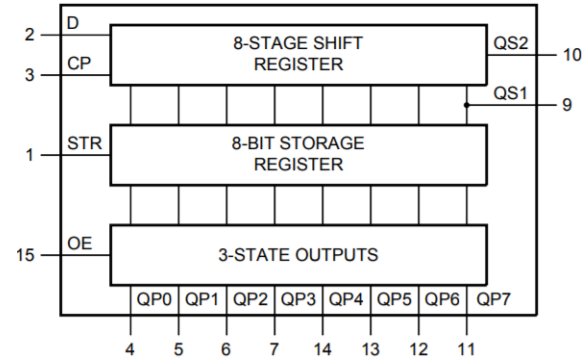 D
2
8-STAGE SHIFT
REGISTER
QS2
10
CP
3
QS1
9
STR
1
8-BIT STORAGE
REGISTER
OE
15
3-STATE OUTPUTS
QP0 QP1 QP2 QP3 QP4 QP5 QP6 QP7
4 5 6 7 14 13 12 11